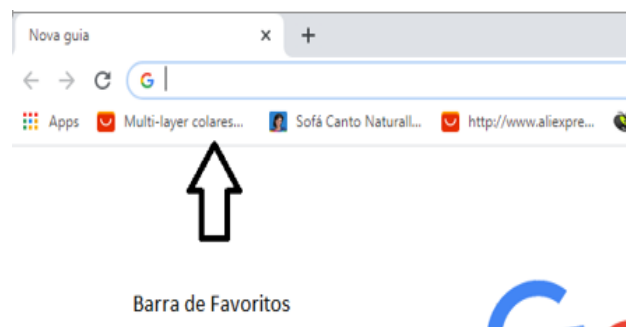 Nova guia
Apps Multi-layer colares... Sofá Canto Naturall... http://www.aliexpre...
Barra de Favoritos